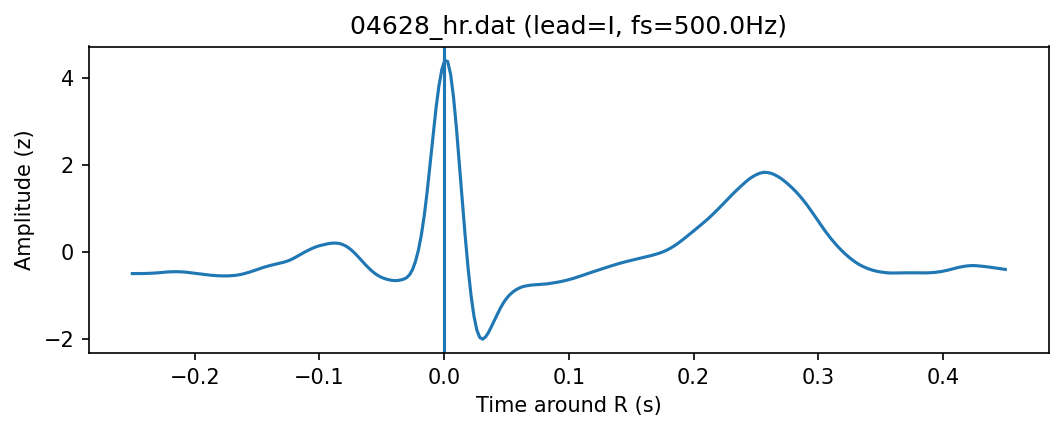 04628_hr.dat (lead=I, fs=500.0Hz)
Amplitude (z)
4
2
0
−2
−0.2 −0.1 0.0 0.1 0.2 0.3 0.4
Time around R (s)